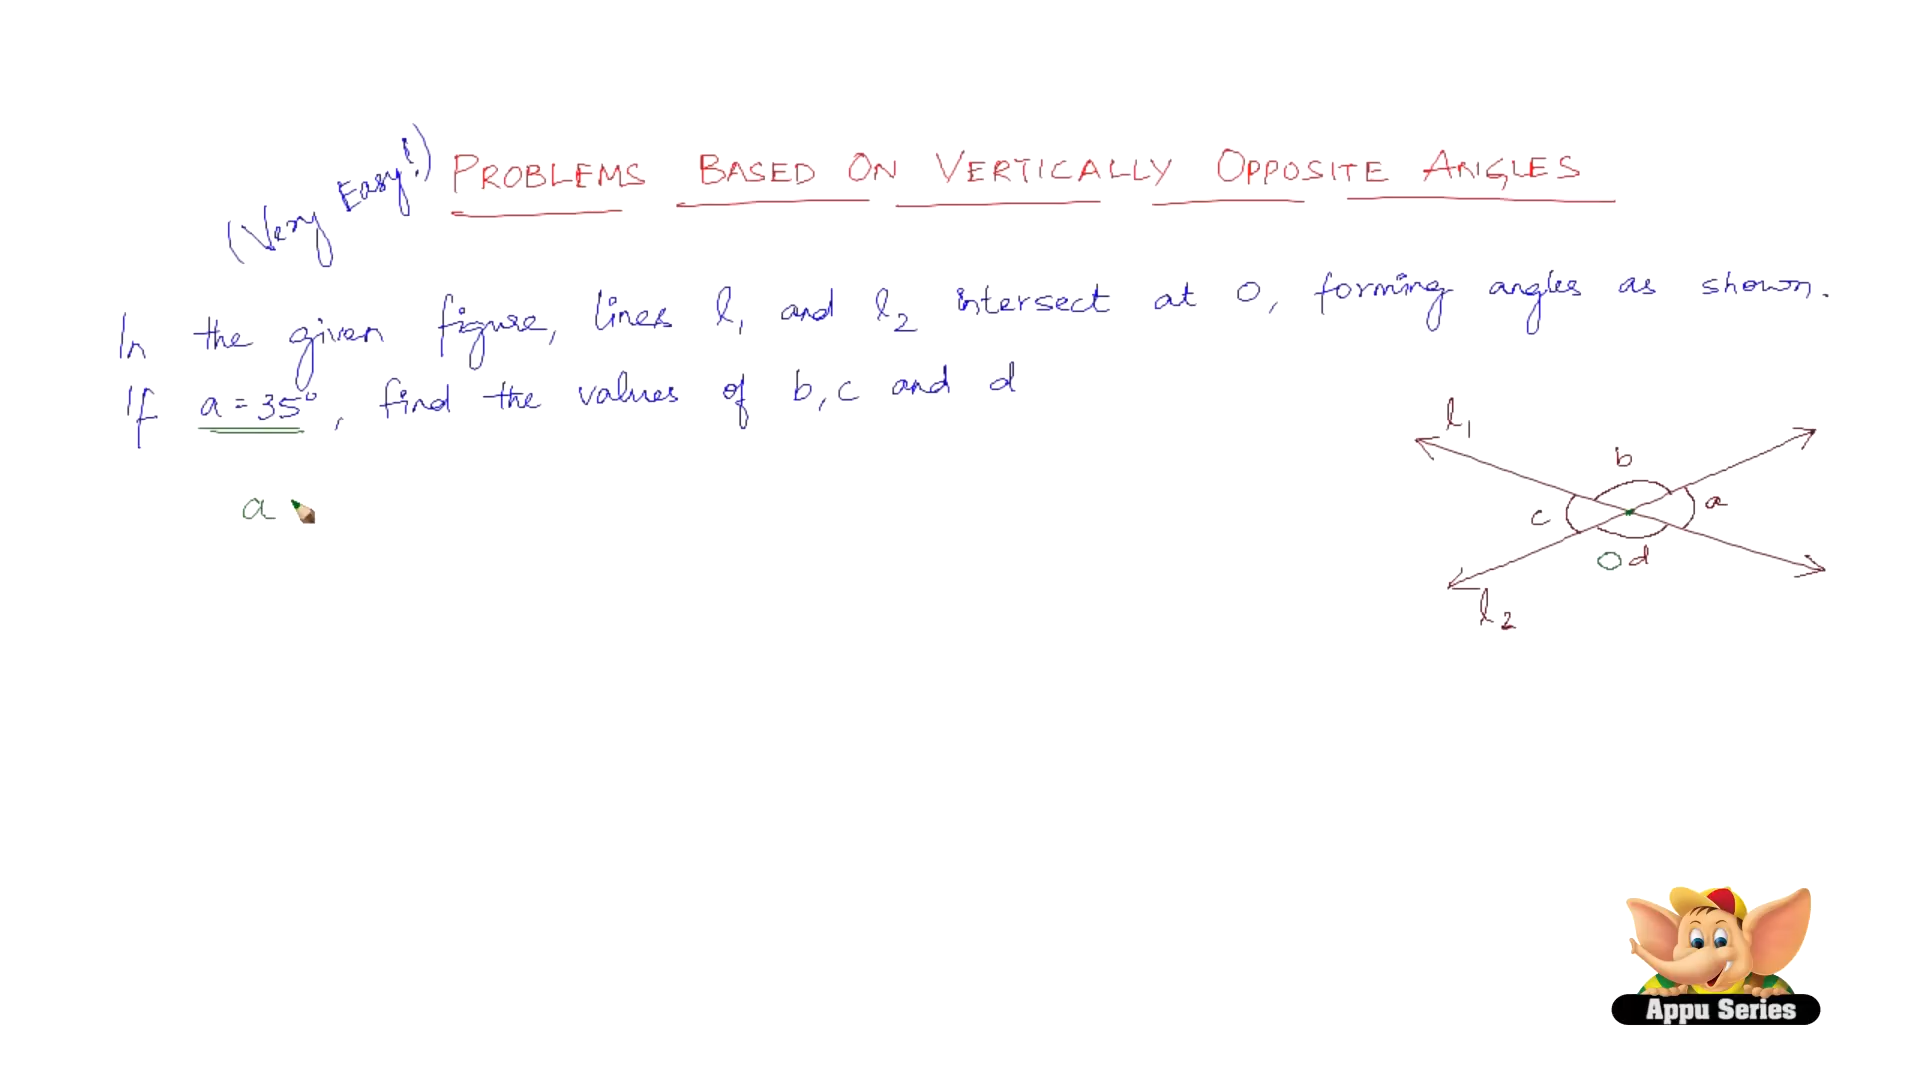 (Very Easy!) PROBLEMS BASED ON VERTICALLY OPPOSITE ANGLES
In the given figure, lines l₁ and l₂ intersect at O, forming angles as shown.
If a = 35°, find the values of b, c and d
a
l₁
b
c
a
O d
l₂
Appu Series